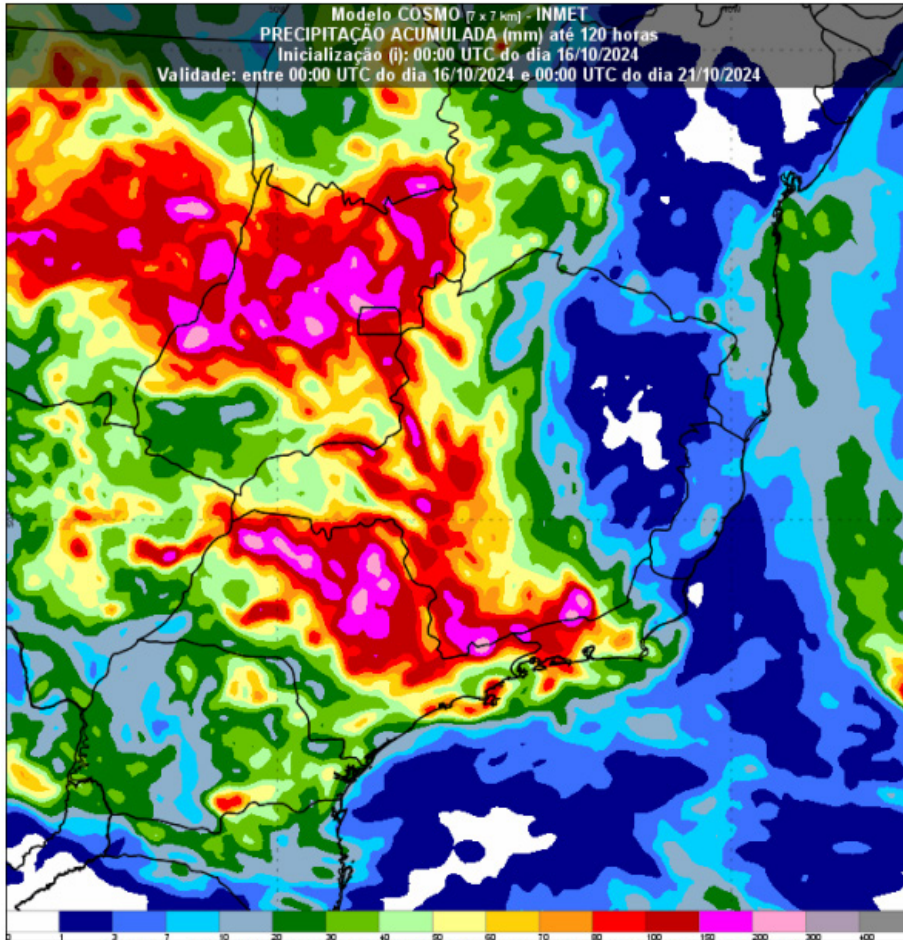 Modelo COSMO [7 x 7 km] - INMET
PRECIPITAÇÃO ACUMULADA (mm) até 120 horas
Inicialização (i): 00:00 UTC do dia 16/10/2024
Validade: entre 00:00 UTC do dia 16/10/2024 e 00:00 UTC do dia 21/10/2024
0 1 3 7 10 20 30 40 50 60 70 80 100 150 200 300 400